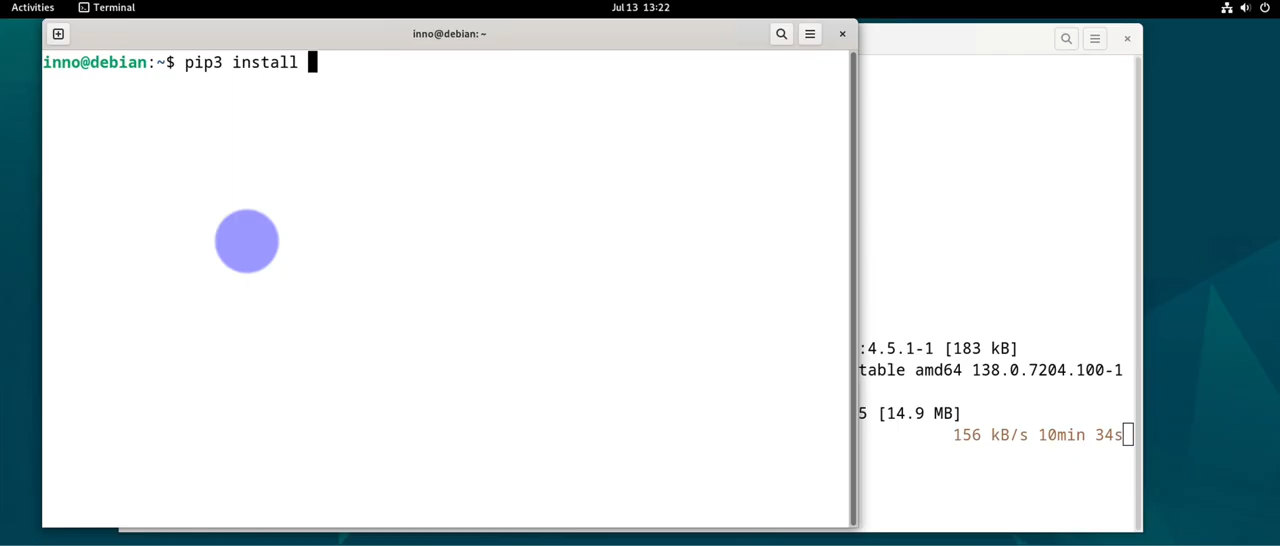 Activities Terminal Jul 13 13:22
inno@debian: ~
inno@debian:~$ pip3 install
:4.5.1-1 [183 kB]
table amd64 138.0.7204.100-1
5 [14.9 MB]
156 kB/s 10min 34s